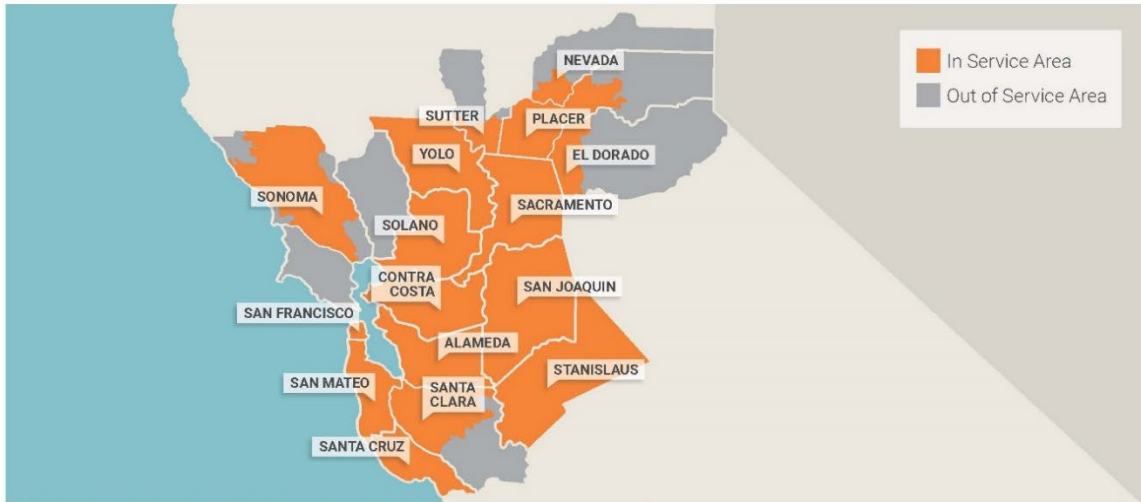 NEVADA
In Service Area
Out of Service Area
SUTTER
PLACER
YOLO
EL DORADO
SONOMA
SACRAMENTO
SOLANO
CONTRA
COSTA
SAN JOAQUIN
SAN FRANCISCO
ALAMEDA
STANISLAUS
SAN MATEO
SANTA
CLARA
SANTA CRUZ